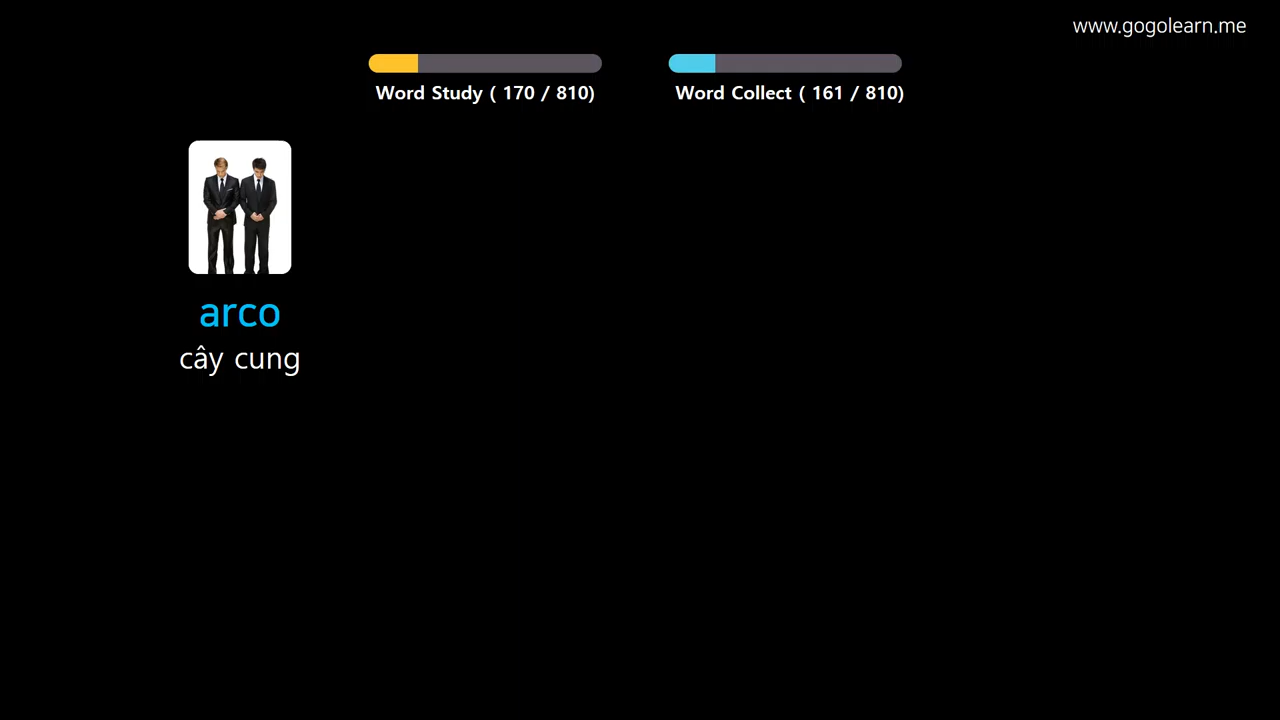 www.gogolearn.me
Word Study ( 170 / 810)
Word Collect ( 161 / 810)
arco
cây cung